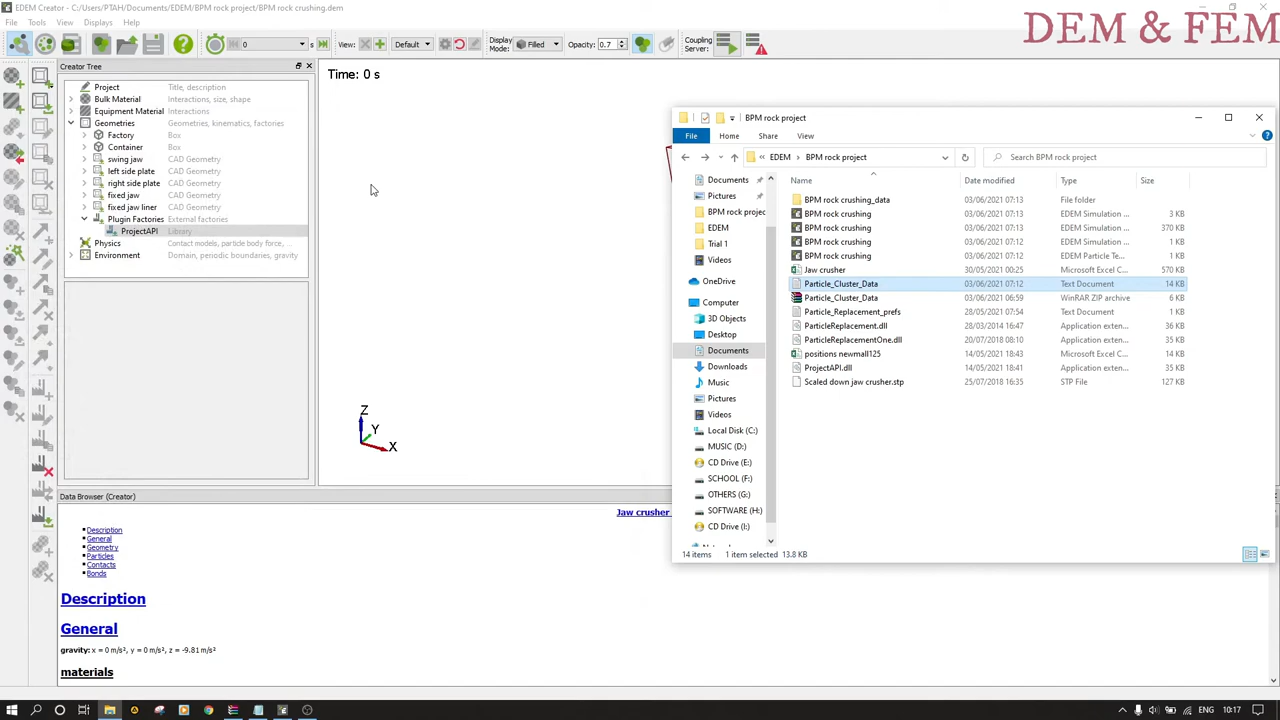 EDEM Creator - C:/Users/PTAH/Documents/EDEM/BPM rock project/BPM rock crushing.dem
DEM & FEM
File Tools View Displays Help
0 s View: Default Display Mode: Filled Opacity: 0.7 Coupling Server:
Creator Tree
Project Title, description
Bulk Material Interactions, size, shape
Equipment Material Interactions
Geometries Geometries, kinematics, factories
Factory Box
Container Box
swing jaw CAD Geometry
left side plate CAD Geometry
right side plate CAD Geometry
fixed jaw CAD Geometry
fixed jaw liner CAD Geometry
Plugin Factories External factories
ProjectAPI Library
Physics Contact models, particle body force,
Environment Domain, periodic boundaries, gravity
Time: 0 s
Z
Y
X
BPM rock project
File Home Share View
EDEM BPM rock project Search BPM rock project
Name Date modified Type Size
Documents
Pictures
BPM rock projec
EDEM
Trial 1
Videos
OneDrive
Computer
3D Objects
Desktop
Documents
Downloads
Music
Pictures
Videos
Local Disk (C:)
MUSIC (D:)
CD Drive (E:)
SCHOOL (F:)
OTHERS (G:)
SOFTWARE (H:)
CD Drive (I:)
BPM rock crushing_data 03/06/2021 07:13 File folder
BPM rock crushing 03/06/2021 07:13 EDEM Simulation ... 3 KB
BPM rock crushing 03/06/2021 07:13 EDEM Simulation ... 370 KB
BPM rock crushing 03/06/2021 07:12 EDEM Simulation ... 1 KB
BPM rock crushing 03/06/2021 07:12 EDEM Particle Te... 1 KB
Jaw crusher 30/05/2021 00:25 Microsoft Excel C... 570 KB
Particle_Cluster_Data 03/06/2021 07:12 Text Document 14 KB
Particle_Cluster_Data 03/06/2021 06:59 WinRAR ZIP archive 6 KB
Particle_Replacement_prefs 28/05/2021 07:54 Text Document 1 KB
ParticleReplacement.dll 28/03/2014 16:47 Application exten... 36 KB
ParticleReplacementOne.dll 20/07/2018 08:10 Application exten... 35 KB
positions newmall125 14/05/2021 18:43 Microsoft Excel C... 14 KB
ProjectAPI.dll 14/05/2021 18:41 Application exten... 35 KB
Scaled down jaw crusher.stp 25/07/2018 16:35 STP File 127 KB
14 items 1 item selected 13.8 KB
Data Browser (Creator)
Jaw crusher
Description
General
Geometry
Particles
Contacts
Bonds
Description
General
gravity: x = 0 m/s², y = 0 m/s², z = -9.81 m/s²
materials
ENG 10:17